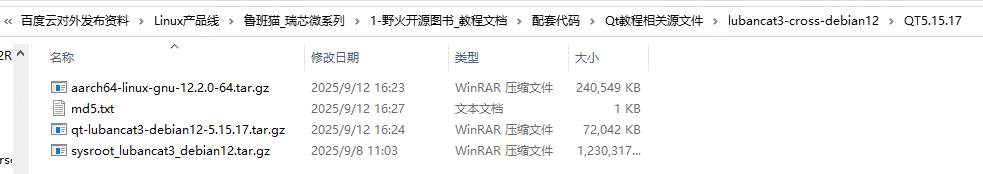 « 百度云对外发布资料 › Linux产品线 › 鲁班猫_瑞芯微系列 › 1-野火开源图书_教程文档 › 配套代码 › Qt教程相关源文件 › lubancat3-cross-debian12 › QT5.15.17
名称 修改日期 类型 大小
aarch64-linux-gnu-12.2.0-64.tar.gz 2025/9/12 16:23 WinRAR 压缩文件 240,549 KB
md5.txt 2025/9/12 16:27 文本文档 1 KB
qt-lubancat3-debian12-5.15.17.tar.gz 2025/9/12 16:24 WinRAR 压缩文件 72,042 KB
sysroot_lubancat3_debian12.tar.gz 2025/9/8 11:03 WinRAR 压缩文件 1,230,317...